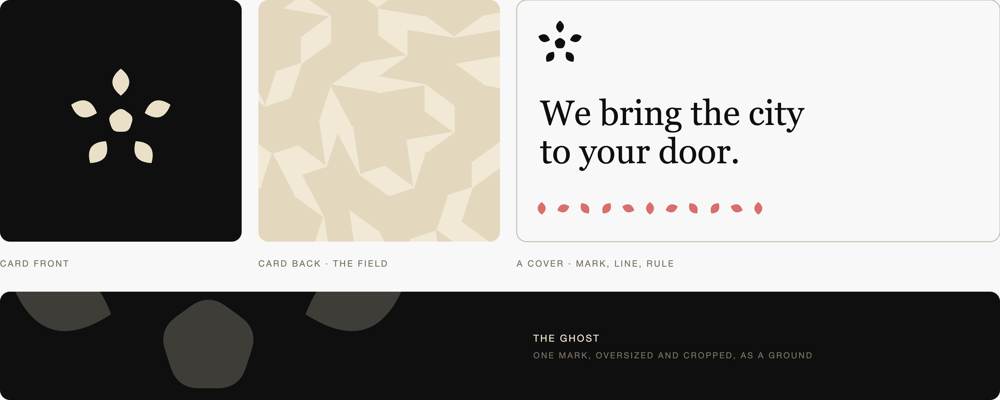 We bring the city
to your door.
CARD FRONT
CARD BACK · THE FIELD
A COVER · MARK, LINE, RULE
THE GHOST
ONE MARK, OVERSIZED AND CROPPED, AS A GROUND